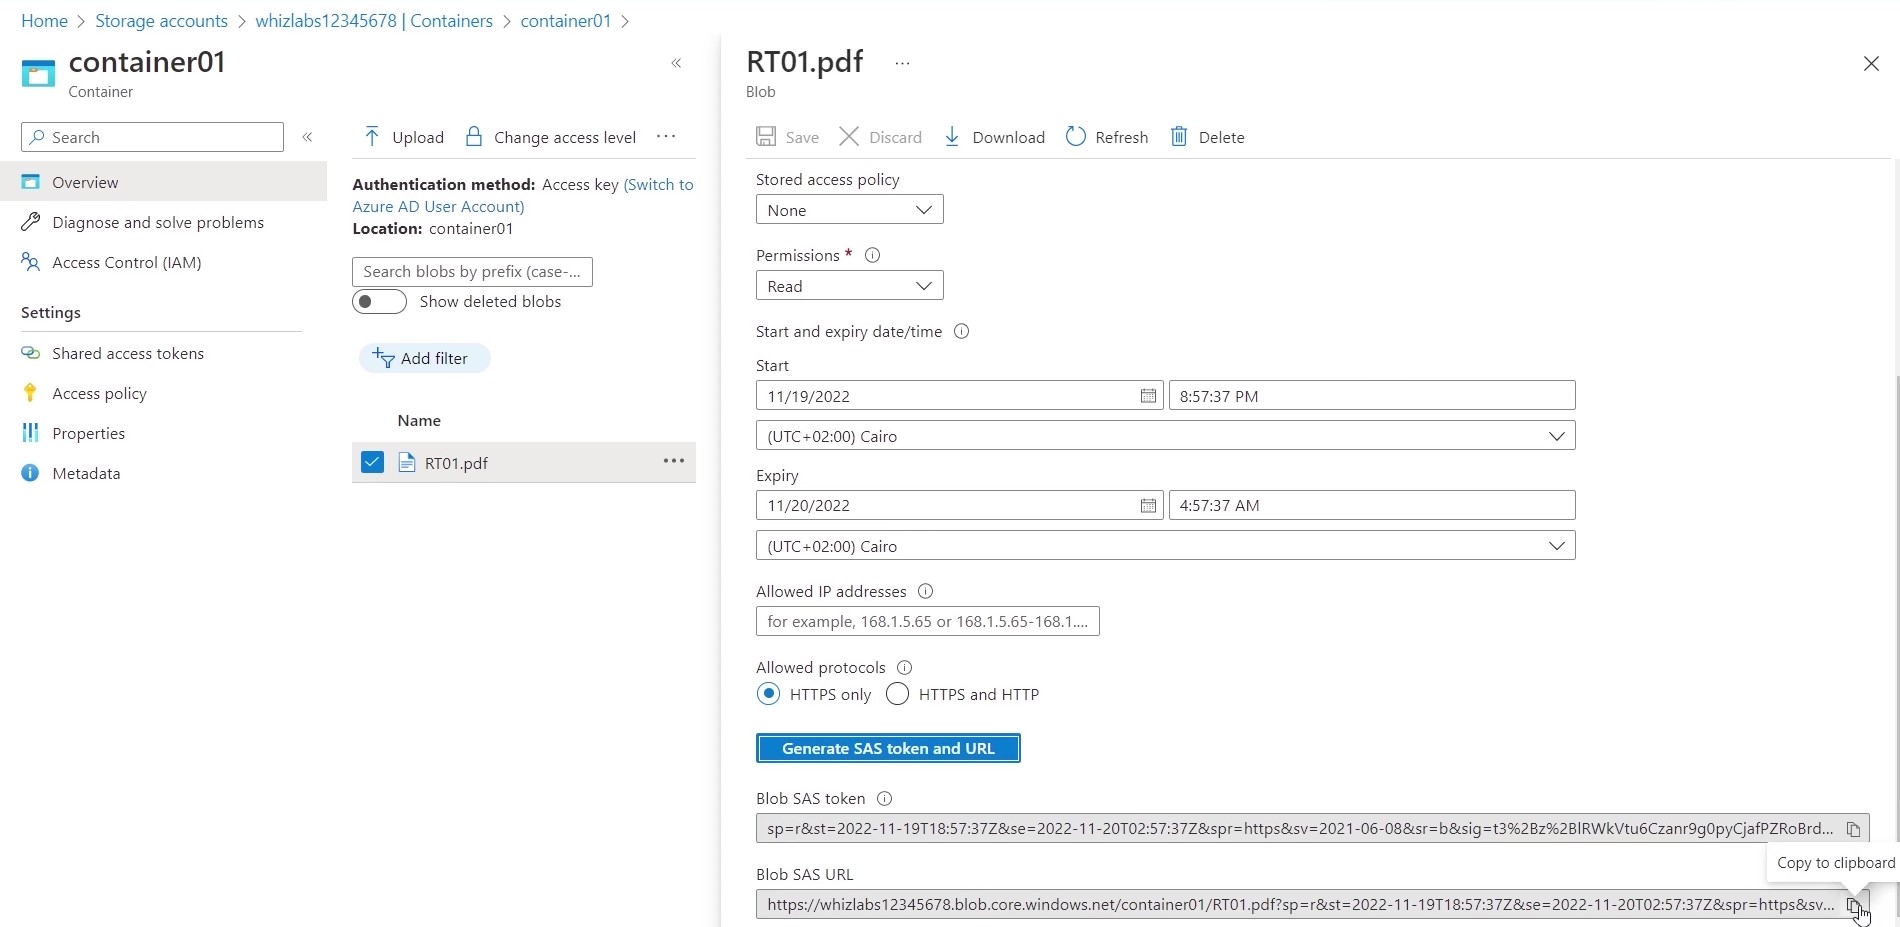 Home > Storage accounts > whizlabs12345678 | Containers > container01 >
container01
Container
«
Search
«
Overview
Diagnose and solve problems
Access Control (IAM)
Settings
Shared access tokens
Access policy
Properties
Metadata
Upload
Change access level
...
Authentication method: Access key (Switch to
Azure AD User Account)
Location: container01
Search blobs by prefix (case-...
Show deleted blobs
Add filter
Name
RT01.pdf
...
RT01.pdf
...
Blob
Save
Discard
Download
Refresh
Delete
Stored access policy
None
Permissions *
Read
Start and expiry date/time
Start
11/19/2022
8:57:37 PM
(UTC+02:00) Cairo
Expiry
11/20/2022
4:57:37 AM
(UTC+02:00) Cairo
Allowed IP addresses
for example, 168.1.5.65 or 168.1.5.65-168.1....
Allowed protocols
HTTPS only
HTTPS and HTTP
Generate SAS token and URL
Blob SAS token
sp=r&st=2022-11-19T18:57:37Z&se=2022-11-20T02:57:37Z&spr=https&sv=2021-06-08&sr=b&sig=t3%2Bz%2BlRWkVtu6Czanr9g0pyCjafPZRoBrd...
Copy to clipboard
Blob SAS URL
https://whizlabs12345678.blob.core.windows.net/container01/RT01.pdf?sp=r&st=2022-11-19T18:57:37Z&se=2022-11-20T02:57:37Z&spr=https&sv...